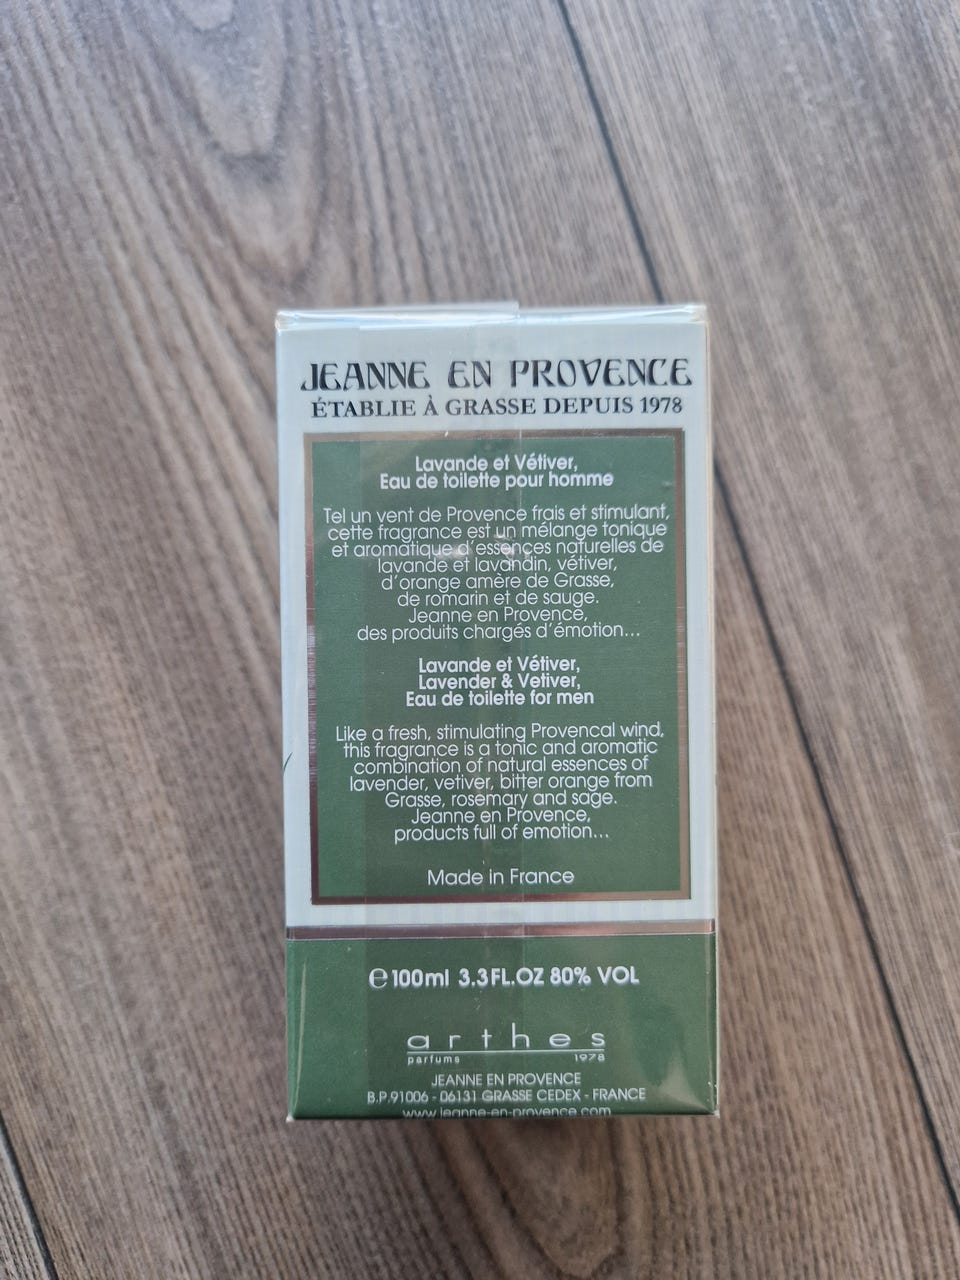 JEANNE EN PROVENCE
ÉTABLIE À GRASSE DEPUIS 1978
Lavande et Vétiver,
Eau de toilette pour homme
Tel un vent de Provence frais et stimulant,
cette fragrance est un mélange tonique
et aromatique d'essences naturelles de
lavande et lavandin, vétiver,
d'orange amère de Grasse,
de romarin et de sauge.
Jeanne en Provence,
des produits chargés d'émotion...
Lavande et Vétiver,
Lavender & Vetiver,
Eau de toilette for men
Like a fresh, stimulating Provencal wind,
this fragrance is a tonic and aromatic
combination of natural essences of
lavender, vetiver, bitter orange from
Grasse, rosemary and sage.
Jeanne en Provence,
products full of emotion...
Made in France
℮100ml 3.3FL.OZ 80% VOL
arthes
parfums 1978
JEANNE EN PROVENCE
B.P.91006 - 06131 GRASSE CEDEX - FRANCE
www.jeanne-en-provence.com